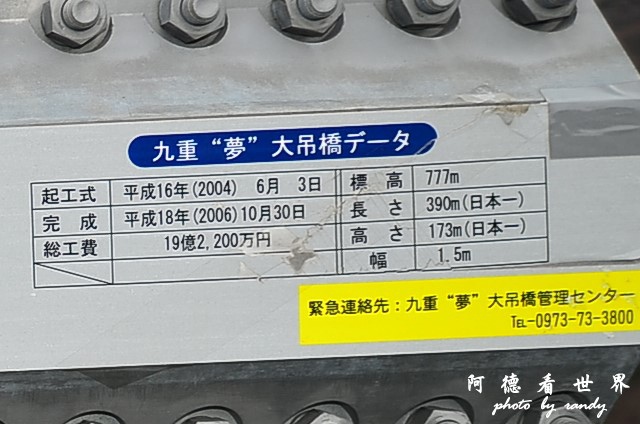 九重“夢”大吊橋データ
起工式 平成16年(2004) 6月 3日 標高 777m
完成 平成18年(2006)10月30日 長さ 390m(日本一)
総工費 19億2,200万円 高さ 173m(日本一)
幅 1.5m
緊急連絡先：九重“夢”大吊橋管理センター
TEL-0973-73-3800
阿德看世界
photo by randy